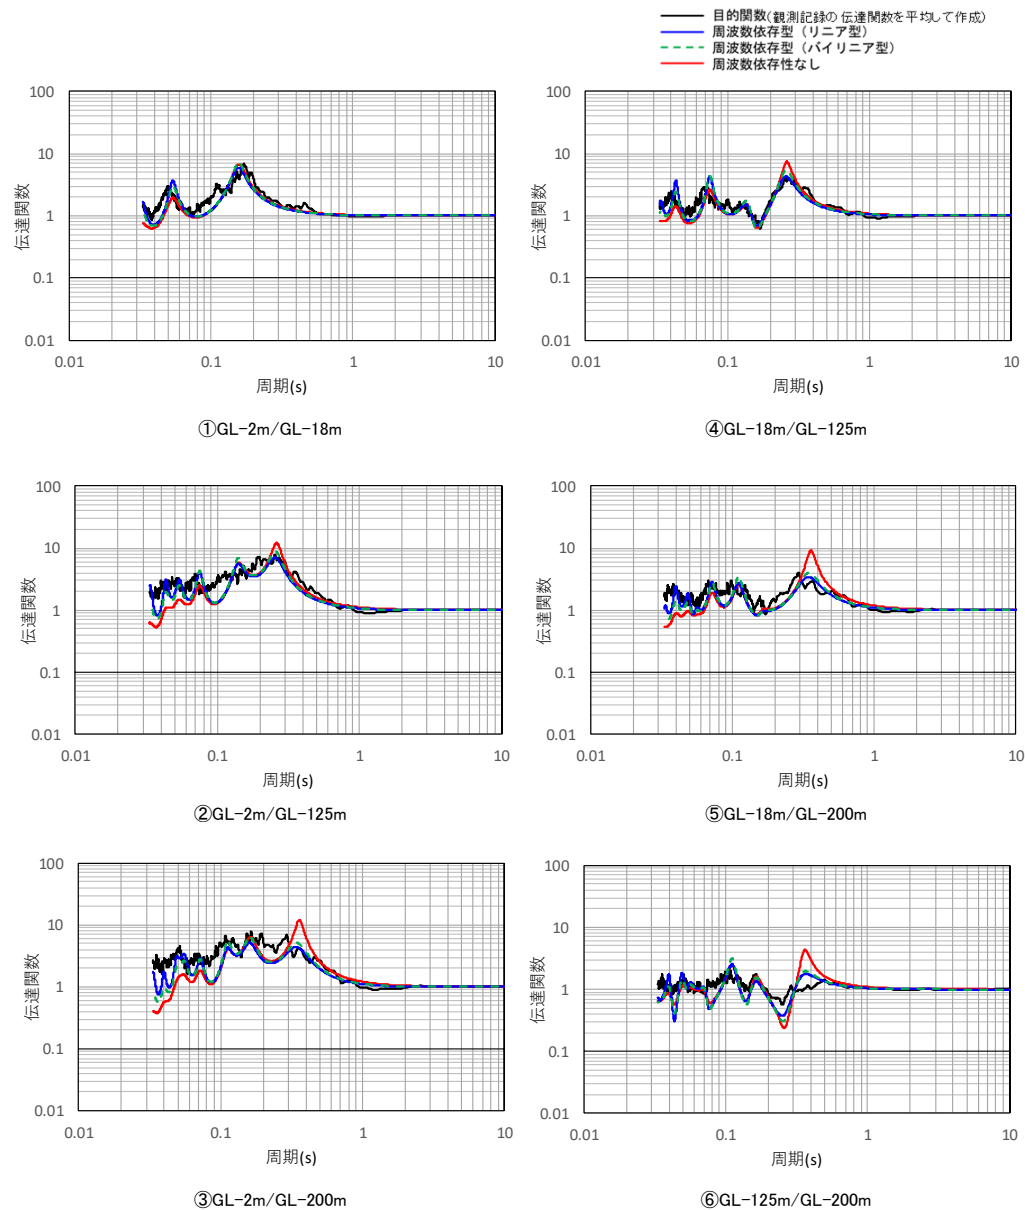 目的関数(観測記録の伝達関数を平均して作成)
周波数依存型（リニア型）
周波数依存型（バイリニア型）
周波数依存性なし
100
10
1
0.1
0.01
伝達関数
0.01 0.1 1 10
周期(s)
①GL-2m/GL-18m
100
10
1
0.1
0.01
伝達関数
0.01 0.1 1 10
周期(s)
④GL-18m/GL-125m
100
10
1
0.1
0.01
伝達関数
0.01 0.1 1 10
周期(s)
②GL-2m/GL-125m
100
10
1
0.1
0.01
伝達関数
0.01 0.1 1 10
周期(s)
⑤GL-18m/GL-200m
100
10
1
0.1
0.01
伝達関数
0.01 0.1 1 10
周期(s)
③GL-2m/GL-200m
100
10
1
0.1
0.01
伝達関数
0.01 0.1 1 10
周期(s)
⑥GL-125m/GL-200m